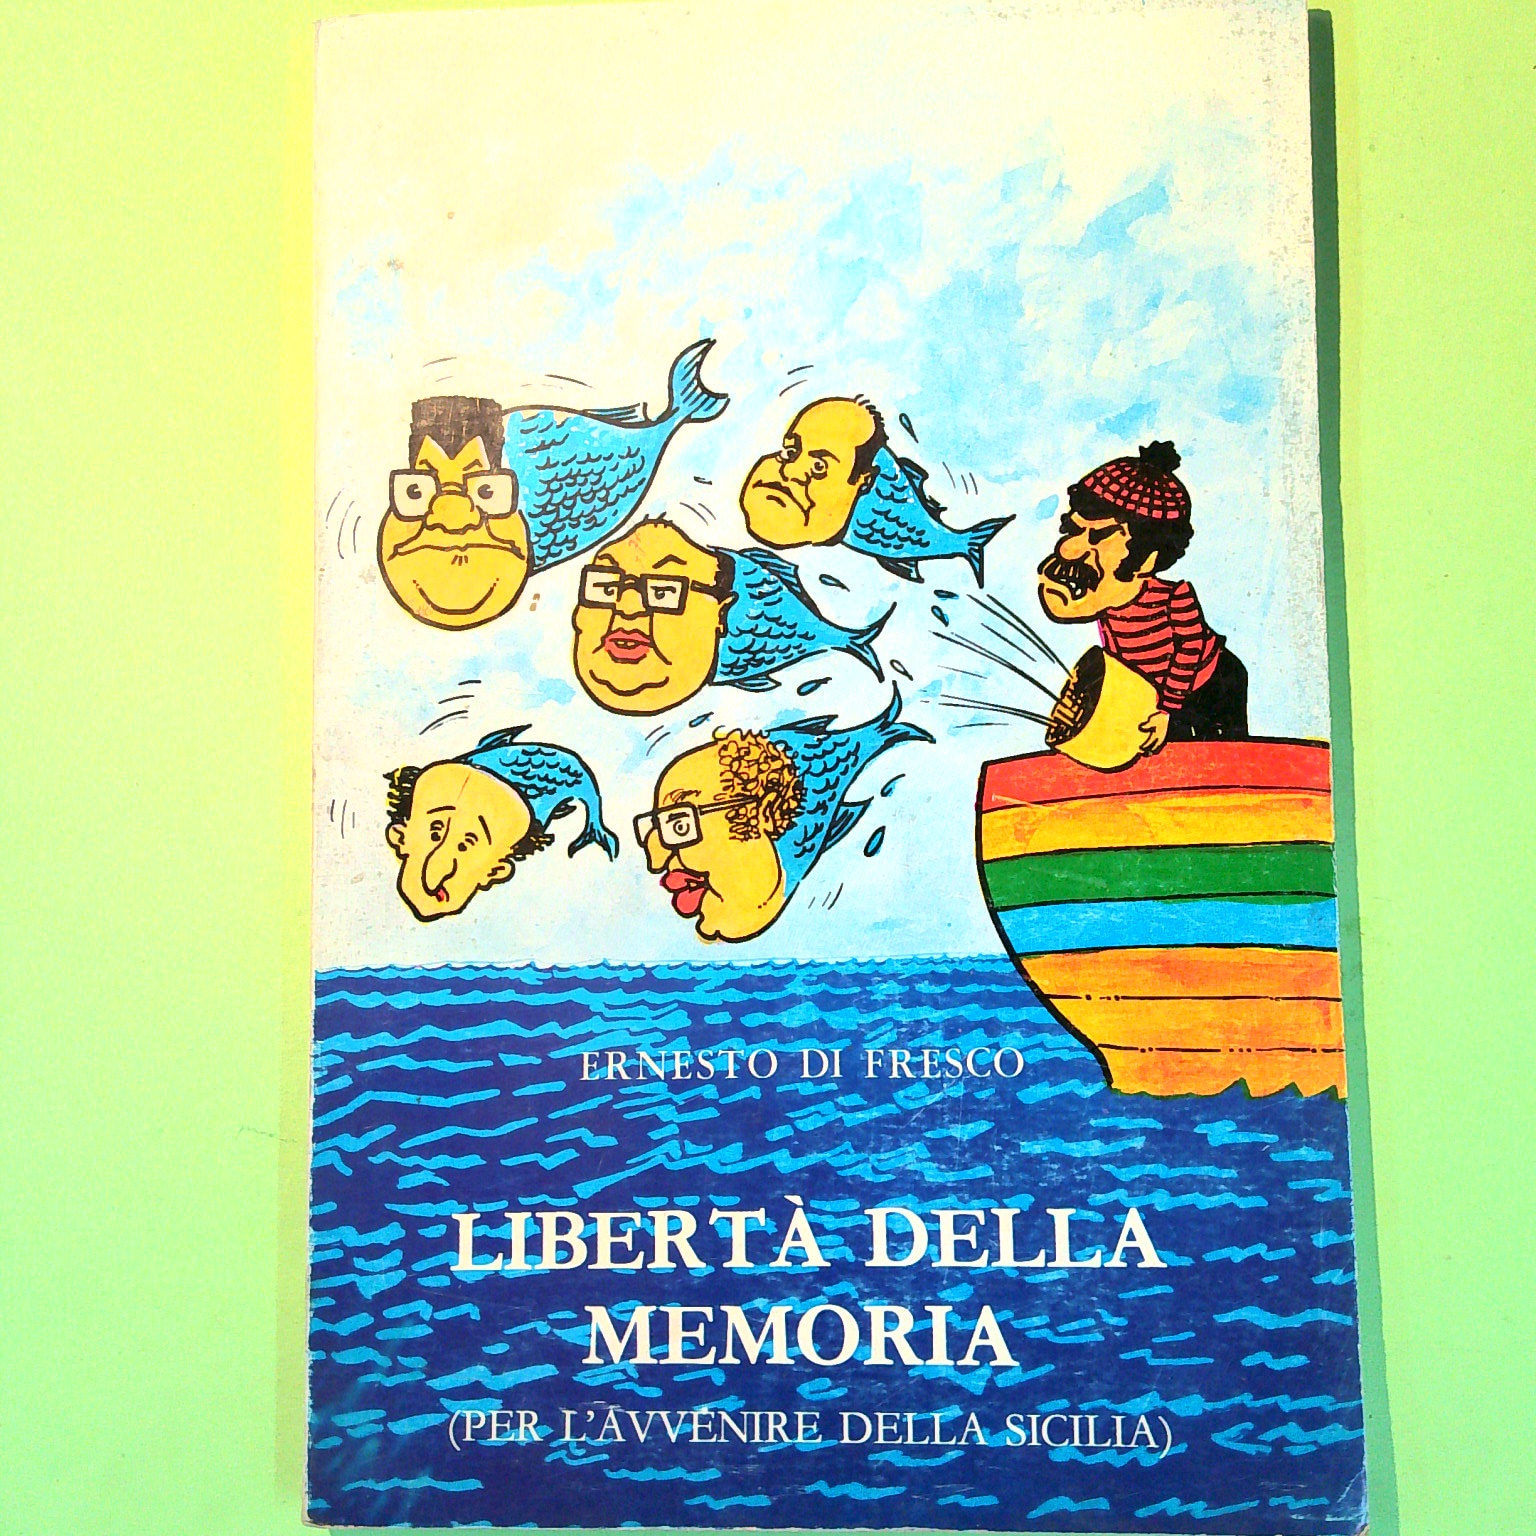 ERNESTO DI FRESCO
LIBERTÀ DELLA
MEMORIA
(PER L'AVVENIRE DELLA SICILIA)